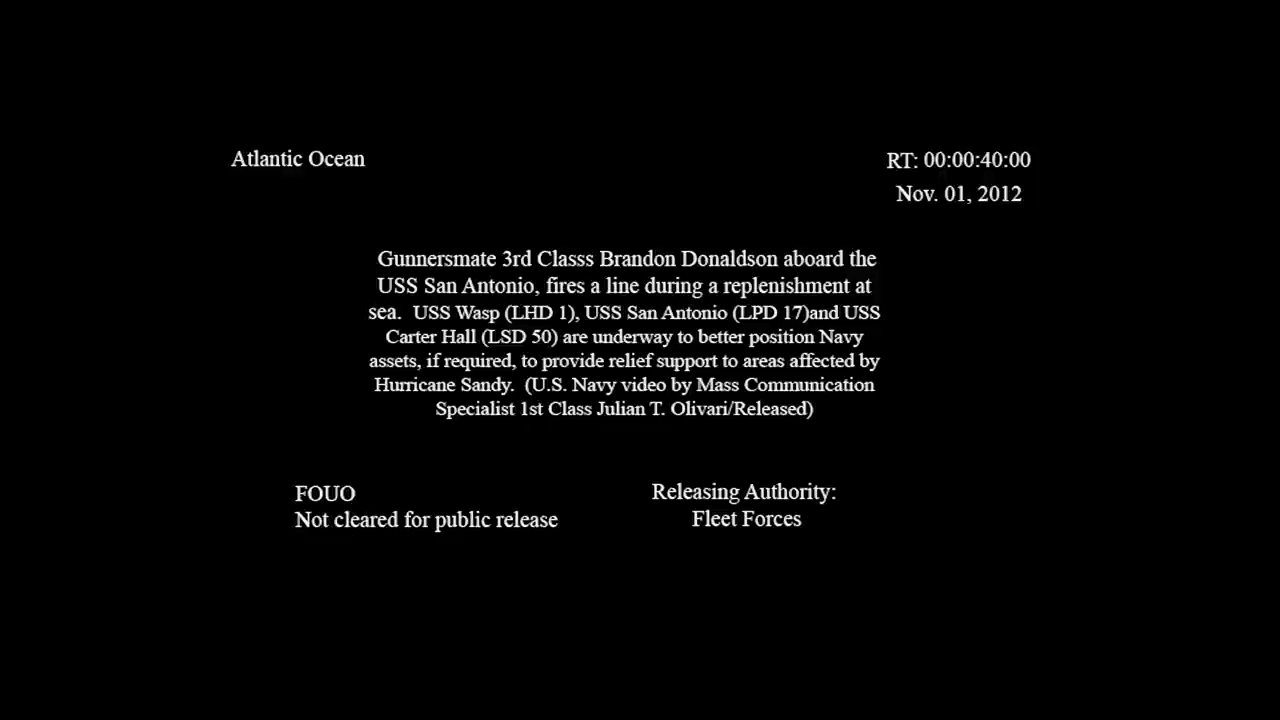 Atlantic Ocean
RT: 00:00:40:00
Nov. 01, 2012
Gunnersmate 3rd Classs Brandon Donaldson aboard the
USS San Antonio, fires a line during a replenishment at
sea.  USS Wasp (LHD 1), USS San Antonio (LPD 17)and USS
Carter Hall (LSD 50) are underway to better position Navy
assets, if required, to provide relief support to areas affected by
Hurricane Sandy.  (U.S. Navy video by Mass Communication
Specialist 1st Class Julian T. Olivari/Released)
FOUO
Not cleared for public release
Releasing Authority:
Fleet Forces